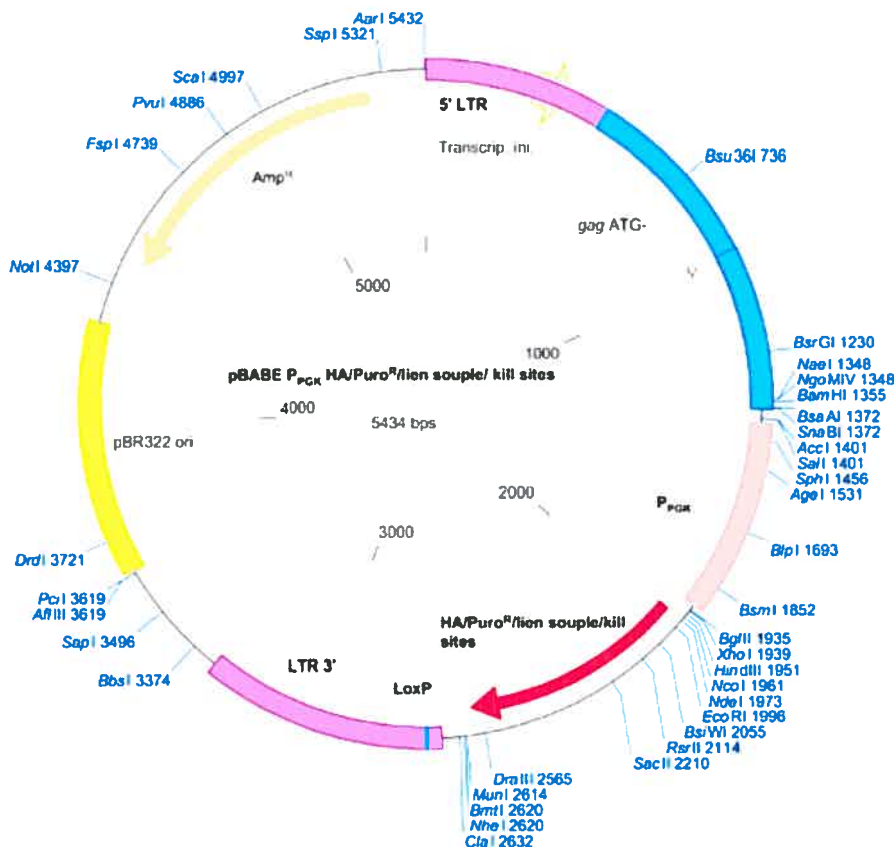 AarI 5432
SspI 5321
ScaI 4997
PvuI 4886
FspI 4739
NotI 4397
5' LTR
Transcrip. ini.
Amp^R
Bsu36I 736
gag ATG-
5000
1000
BsrGI 1230
NaeI 1348
NgoMIV 1348
BamHI 1355
BsaAI 1372
SnaBI 1372
AccI 1401
SalI 1401
SphI 1456
AgeI 1531
pBABE P_PGK HA/Puro^R/lien souple/ kill sites
4000
5434 bps
pBR322 ori
2000
P_PGK
3000
BlpI 1693
DrdI 3721
PciI 3619
AflIII 3619
SapI 3496
BbsI 3374
BsmI 1852
HA/Puro^R/lien souple/kill
sites
LTR 3'
LoxP
BglII 1935
XhoI 1939
HindIII 1951
NcoI 1961
NdeI 1973
EcoRI 1996
BsiWI 2055
RsrII 2114
SacII 2210
DraIII 2565
MunI 2614
BmtI 2620
NheI 2620
ClaI 2632